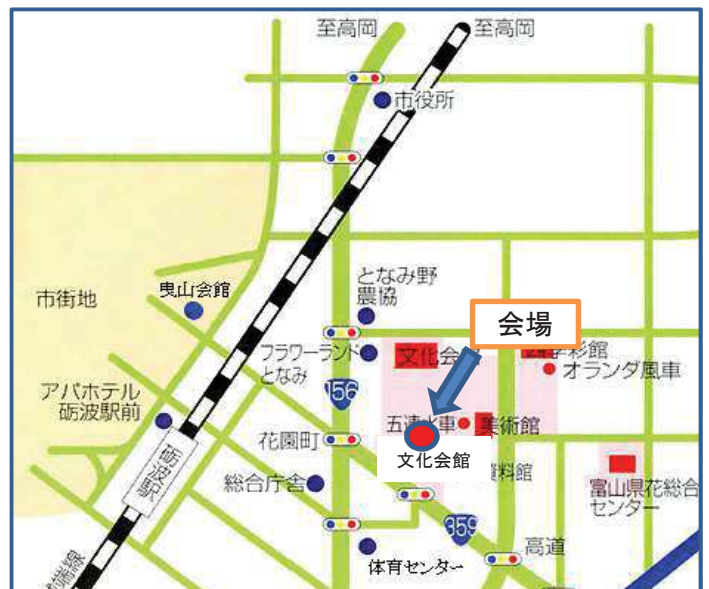 至高岡
至高岡
市役所
となみ野
農協
曳山会館
市街地
会場
フラワーランド
となみ
文化会
彩館
オランダ風車
アパホテル
砺波駅前
156
五連水車
美術館
花園町
文化会館
砺波駅
総合庁舎
資料館
富山県花総合
センター
359
高道
体育センター
端線